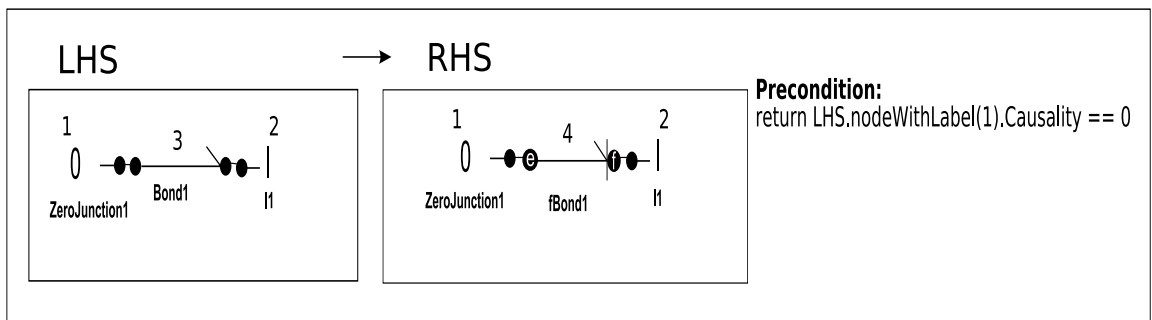 LHS
RHS
Precondition:
return LHS.nodeWithLabel(1).Causality == 0
1
3
2
0
ZeroJunction1
Bond1
I
I1
1
4
2
0
e
f
I
ZeroJunction1
fBond1
I1